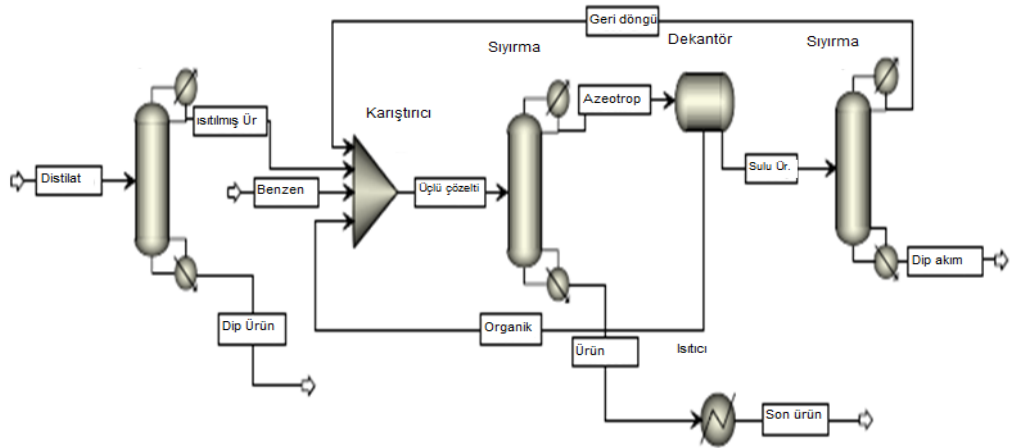 Geri döngü
Sıyırma
Dekantör
Sıyırma
Azeotrop
Karıştırıcı
ısıtılmış Ür
Distilat
Benzen
Üçlü çözelti
Sulu Ür.
Dip akım
Dip Ürün
Organik
Ürün
Isıtıcı
Son ürün